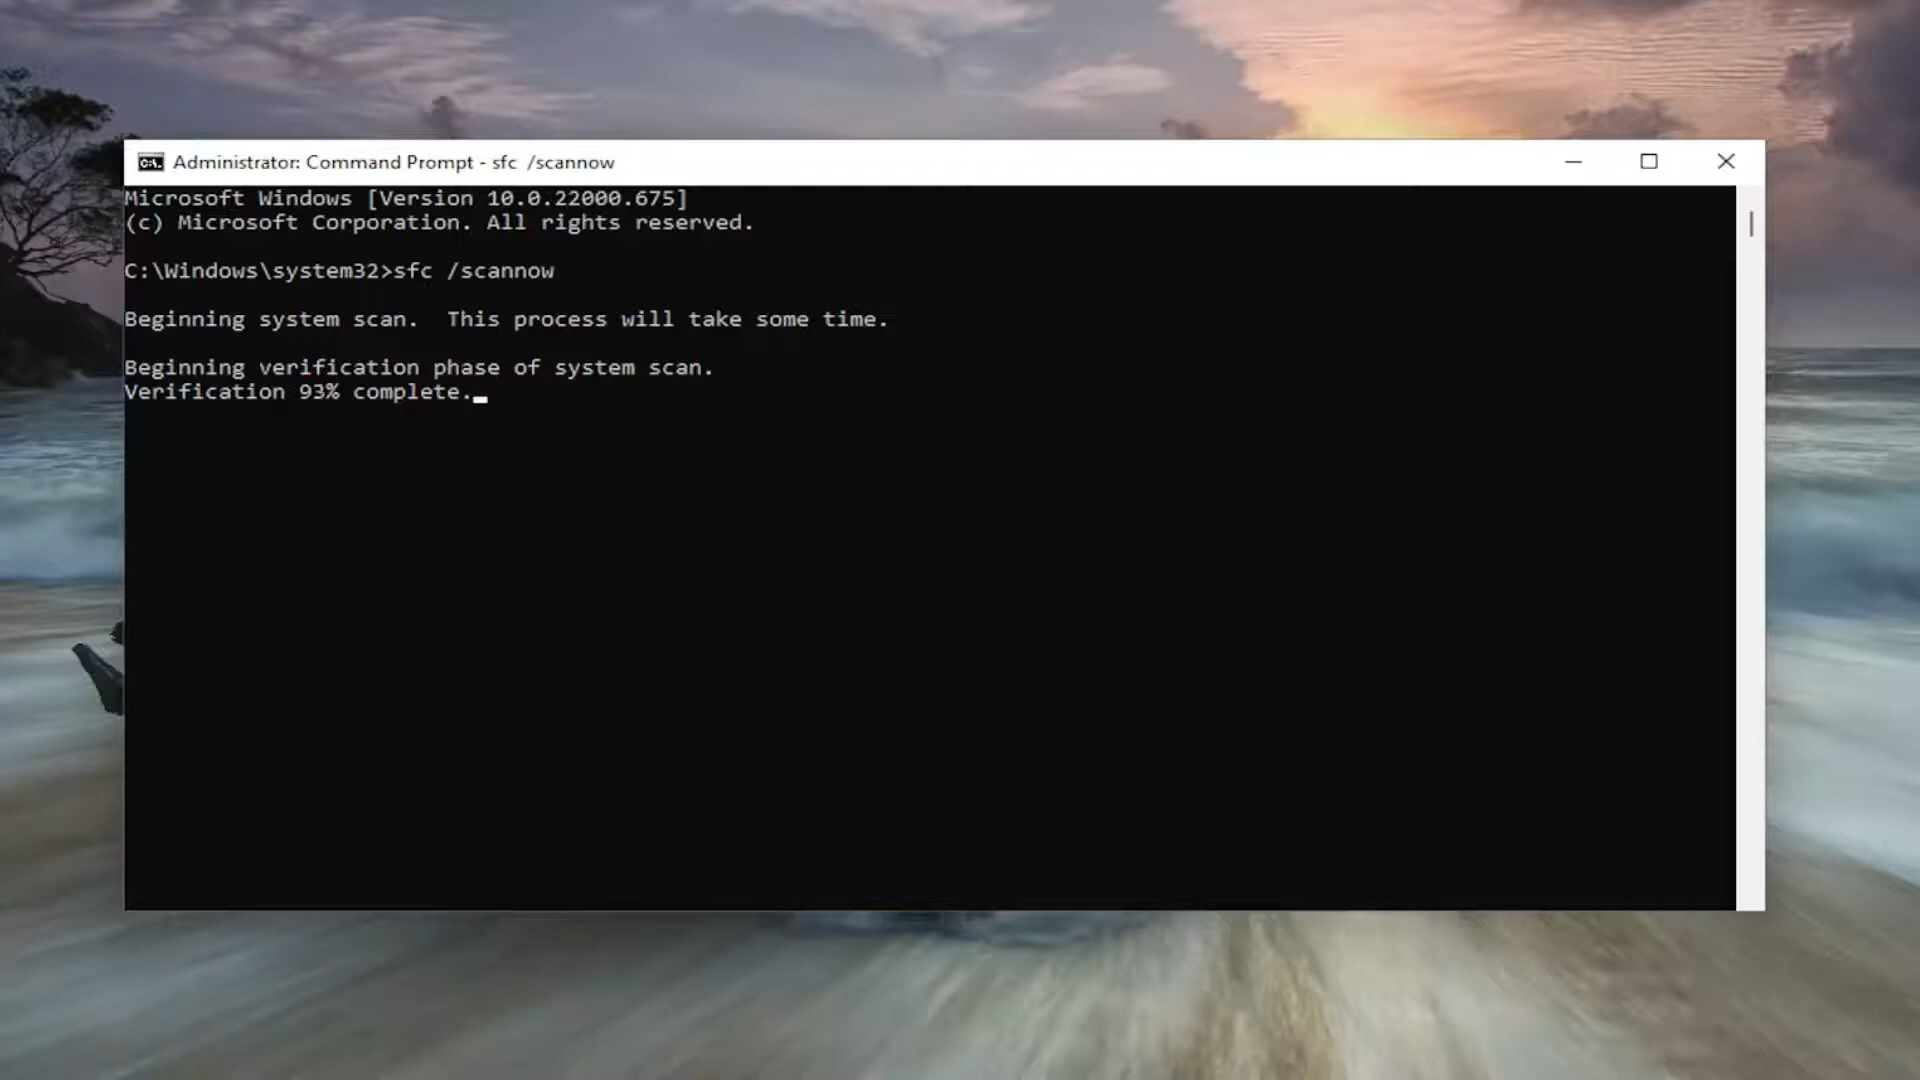 Administrator: Command Prompt - sfc  /scannow
Microsoft Windows [Version 10.0.22000.675]
(c) Microsoft Corporation. All rights reserved.
C:\Windows\system32>sfc /scannow
Beginning system scan.  This process will take some time.
Beginning verification phase of system scan.
Verification 93% complete.